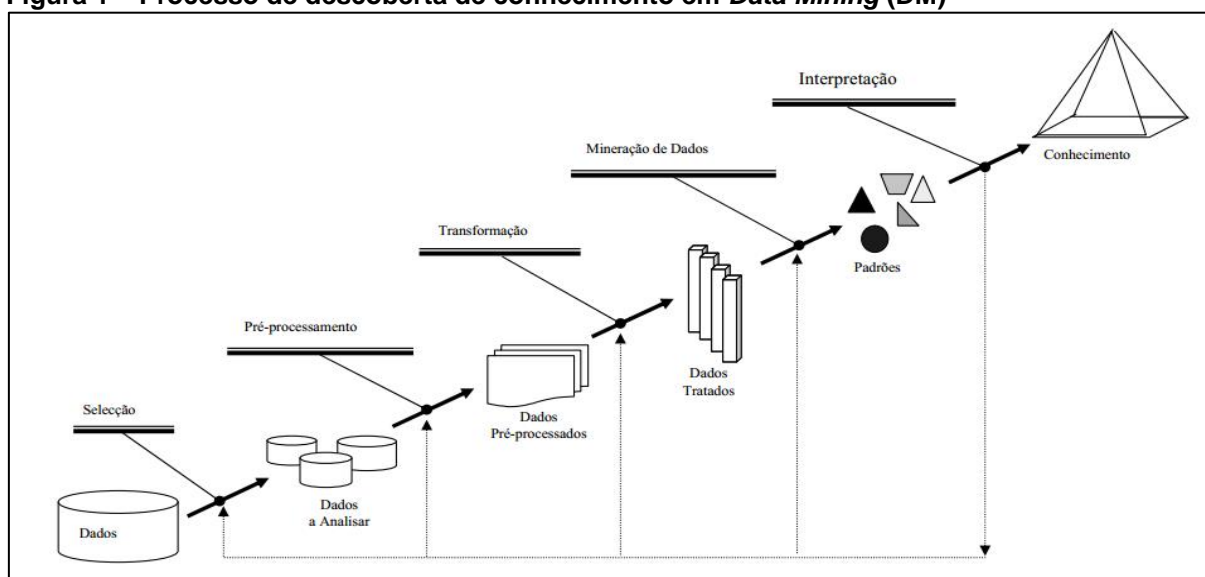 Figura 1 – Processo de descoberta de conhecimento em Data Mining (DM)
Interpretação
Conhecimento
Mineração de Dados
Padrões
Transformação
Dados
Tratados
Pré-processamento
Dados
Pré-processados
Selecção
Dados
a Analisar
Dados